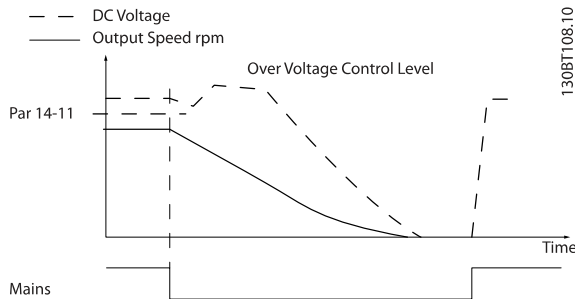 DC Voltage
Output Speed rpm
130BT108.10
Over Voltage Control Level
Par 14-11
Time
Mains